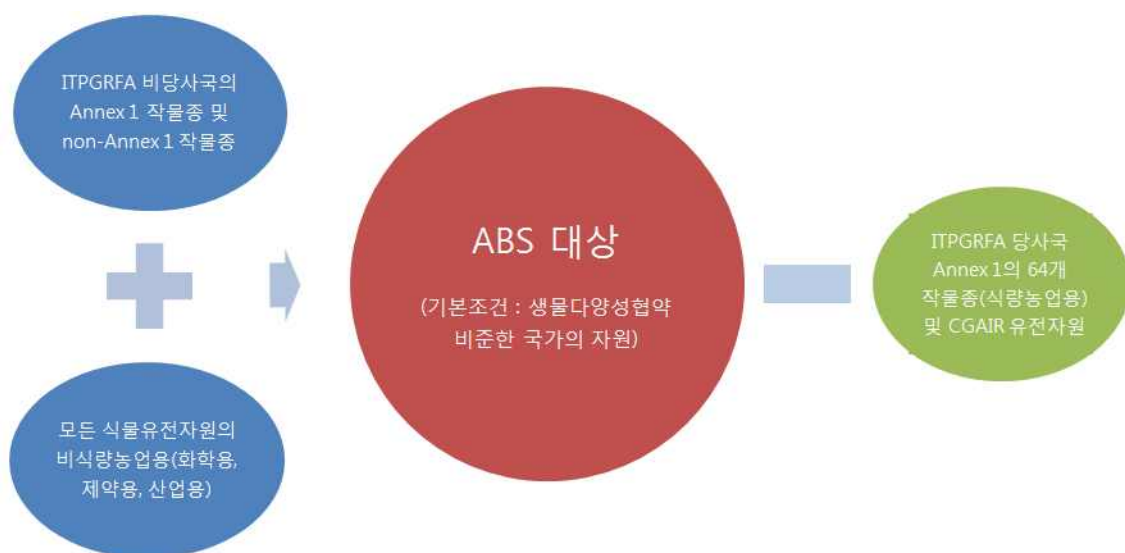 ITPGRFA 비당사국의
Annex 1 작물종 및
non-Annex 1 작물종
모든 식물유전자원의
비식량농업용(화학용,
제약용, 산업용)
ABS 대상
(기본조건 : 생물다양성협약
비준한 국가의 자원)
ITPGRFA 당사국
Annex 1의 64개
작물종(식량농업용)
및 CGAIR 유전자원